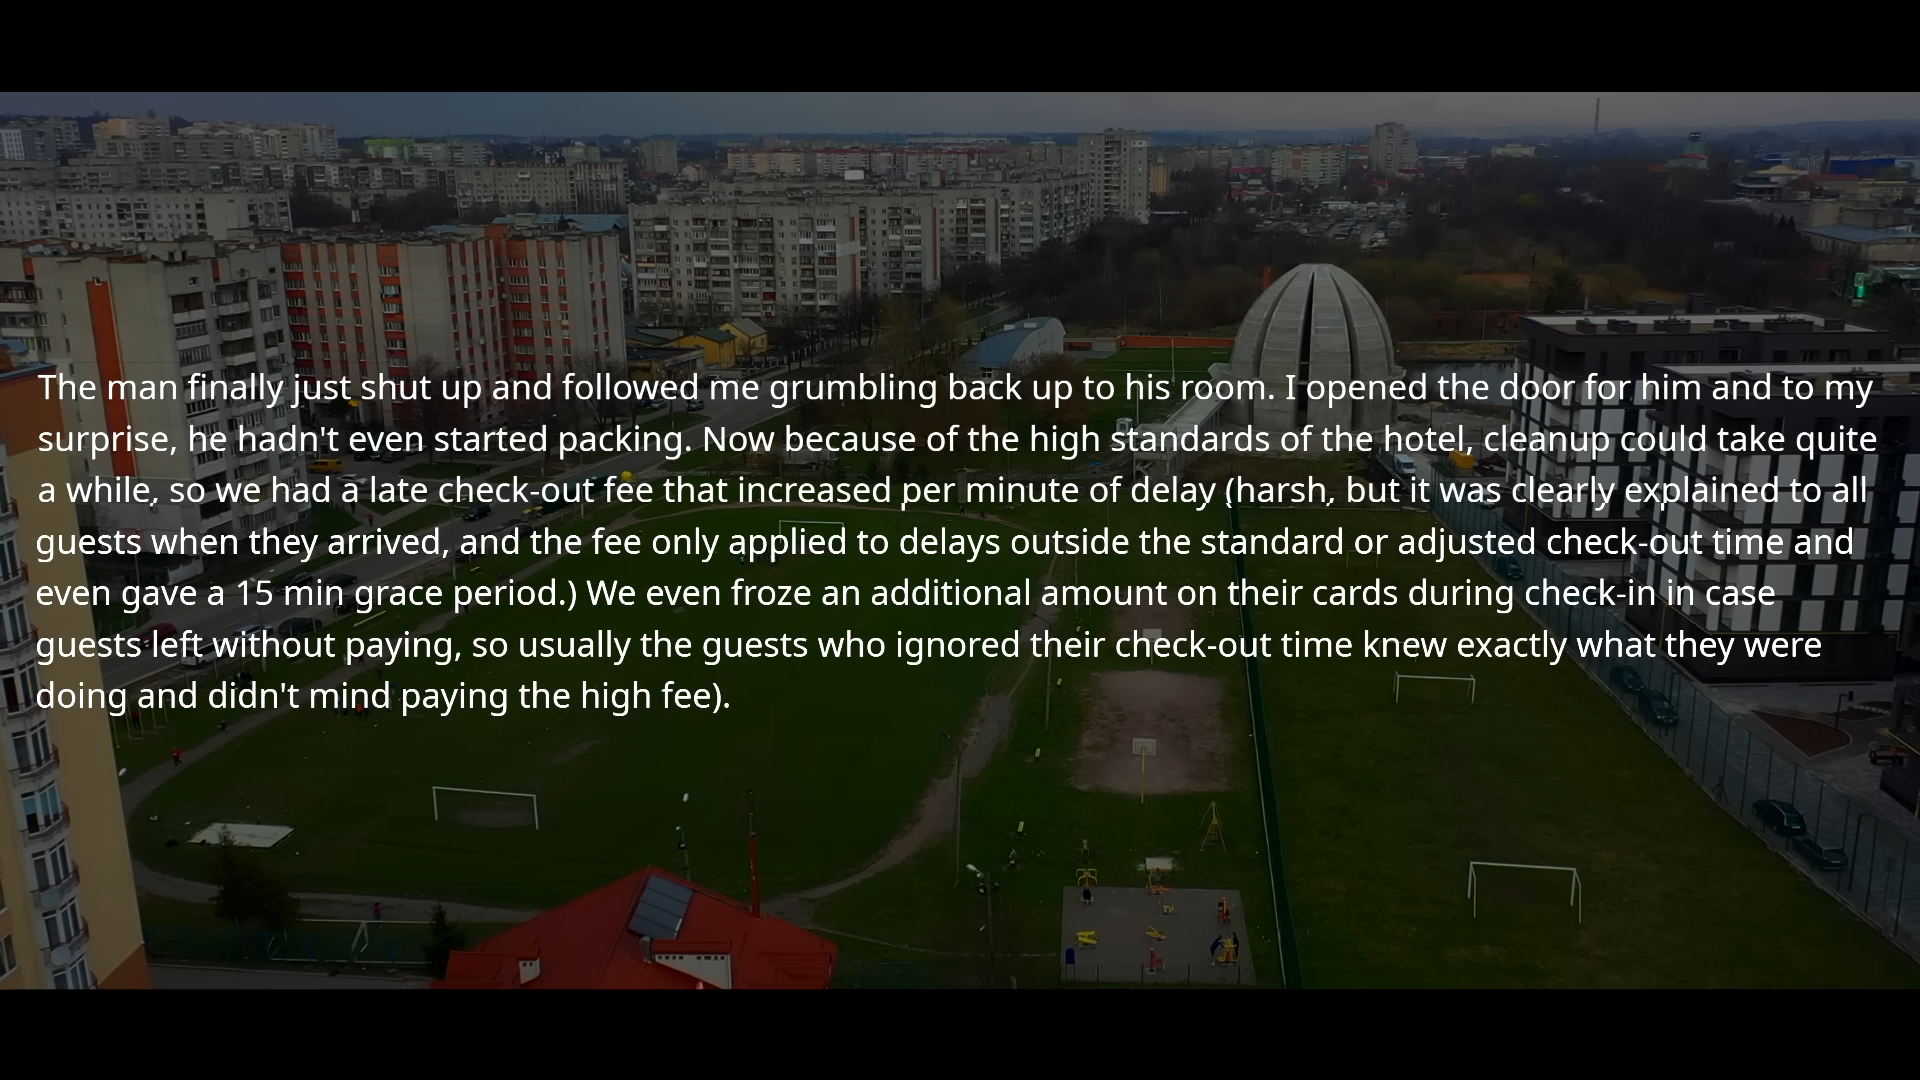 The man finally just shut up and followed me grumbling back up to his room. I opened the door for him and to my
surprise, he hadn't even started packing. Now because of the high standards of the hotel, cleanup could take quite
a while, so we had a late check-out fee that increased per minute of delay (harsh, but it was clearly explained to all
guests when they arrived, and the fee only applied to delays outside the standard or adjusted check-out time and
even gave a 15 min grace period.) We even froze an additional amount on their cards during check-in in case
guests left without paying, so usually the guests who ignored their check-out time knew exactly what they were
doing and didn't mind paying the high fee).